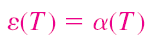 ε(T) = α(T)